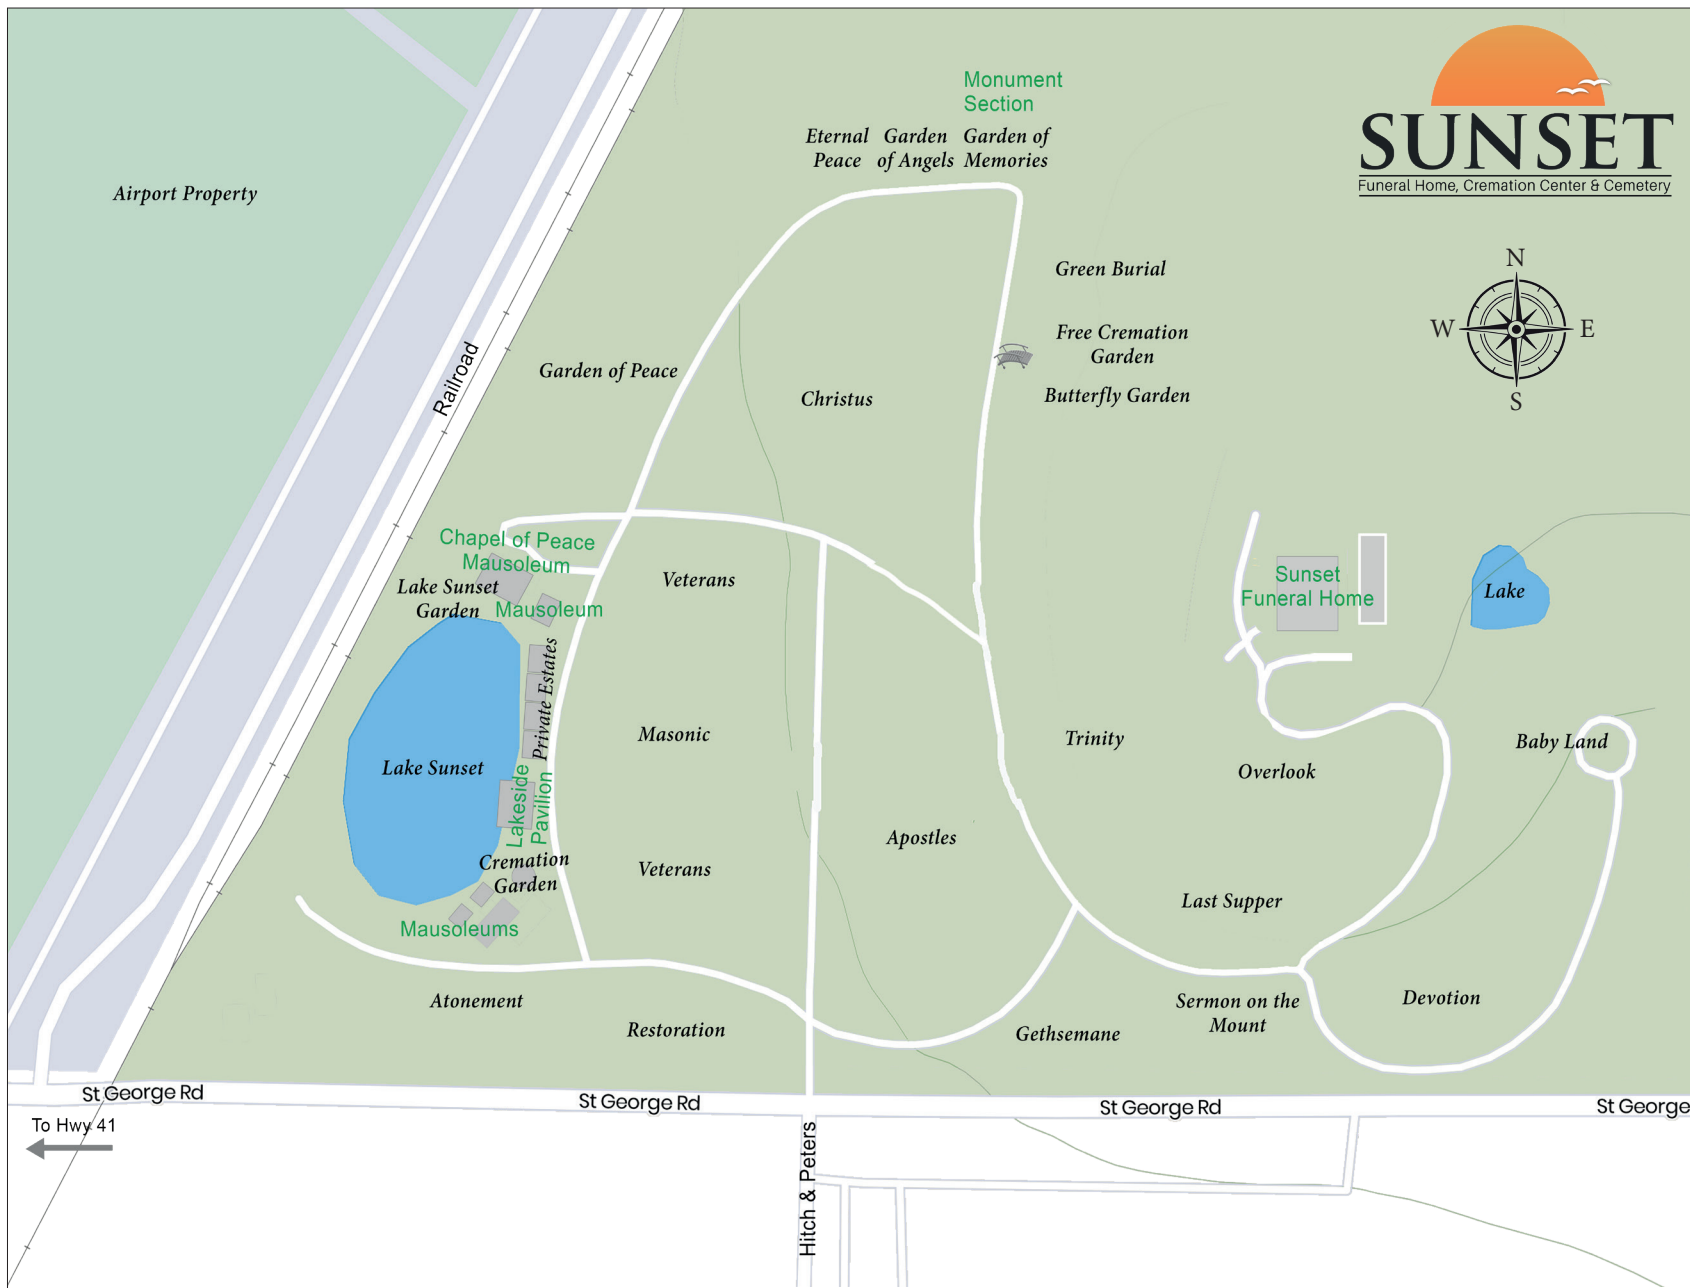 Monument
Section
SUNSET
Funeral Home, Cremation Center & Cemetery
Eternal
Peace
Garden
of Angels
Garden of
Memories
Airport Property
N
W
E
S
Green Burial
Free Cremation
Garden
Butterfly Garden
Railroad
Garden of Peace
Christus
Chapel of Peace
Mausoleum
Lake Sunset
Garden
Mausoleum
Veterans
Sunset
Funeral Home
Lake
Private Estates
Masonic
Trinity
Baby Land
Lake Sunset
Overlook
Lakeside
Pavilion
Apostles
Cremation
Garden
Veterans
Last Supper
Mausoleums
Atonement
Restoration
Gethsemane
Sermon on the
Mount
Devotion
St George Rd
St George Rd
St George Rd
St George
To Hwy 41
Hitch & Peters